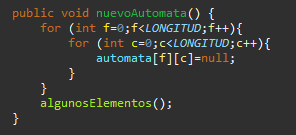 public void nuevoAutomata() {
for (int f=0;f<LONGITUD;f++){
for (int c=0;c<LONGITUD;c++){
automata[f][c]=null;
}
}
algunosElementos();
}